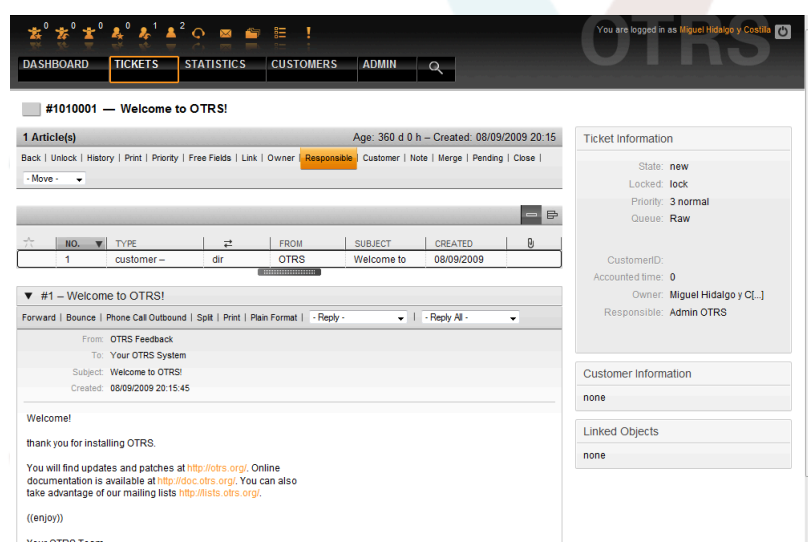 0 0 0 0 1 2 !
OTRS
You are logged in as Miguel Hidalgo y Costilla
DASHBOARD TICKETS STATISTICS CUSTOMERS ADMIN
#1010001 — Welcome to OTRS!
1 Article(s) Age: 360 d 0 h – Created: 08/09/2009 20:15
Back | Unlock | History | Print | Priority | Free Fields | Link | Owner | Responsible | Customer | Note | Merge | Pending | Close |
- Move -
NO. ▼ TYPE ⇄ FROM SUBJECT CREATED
1 customer – dir OTRS Welcome to 08/09/2009
▼ #1 – Welcome to OTRS!
Forward | Bounce | Phone Call Outbound | Split | Print | Plain Format | - Reply - | - Reply All -
From: OTRS Feedback
To: Your OTRS System
Subject: Welcome to OTRS!
Created: 08/09/2009 20:15:45
Welcome!
thank you for installing OTRS.
You will find updates and patches at http://otrs.org/. Online
documentation is available at http://doc.otrs.org/. You can also
take advantage of our mailing lists http://lists.otrs.org/.
((enjoy))
Your OTRS Team
Ticket Information
State: new
Locked: lock
Priority: 3 normal
Queue: Raw
CustomerID:
Accounted time: 0
Owner: Miguel Hidalgo y C[...]
Responsible: Admin OTRS
Customer Information
none
Linked Objects
none